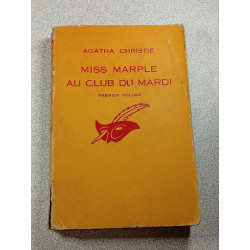 AGATHA CHRISTIE
MISS MARPLE
AU CLUB DU MARDI
PREMIER VOLUME